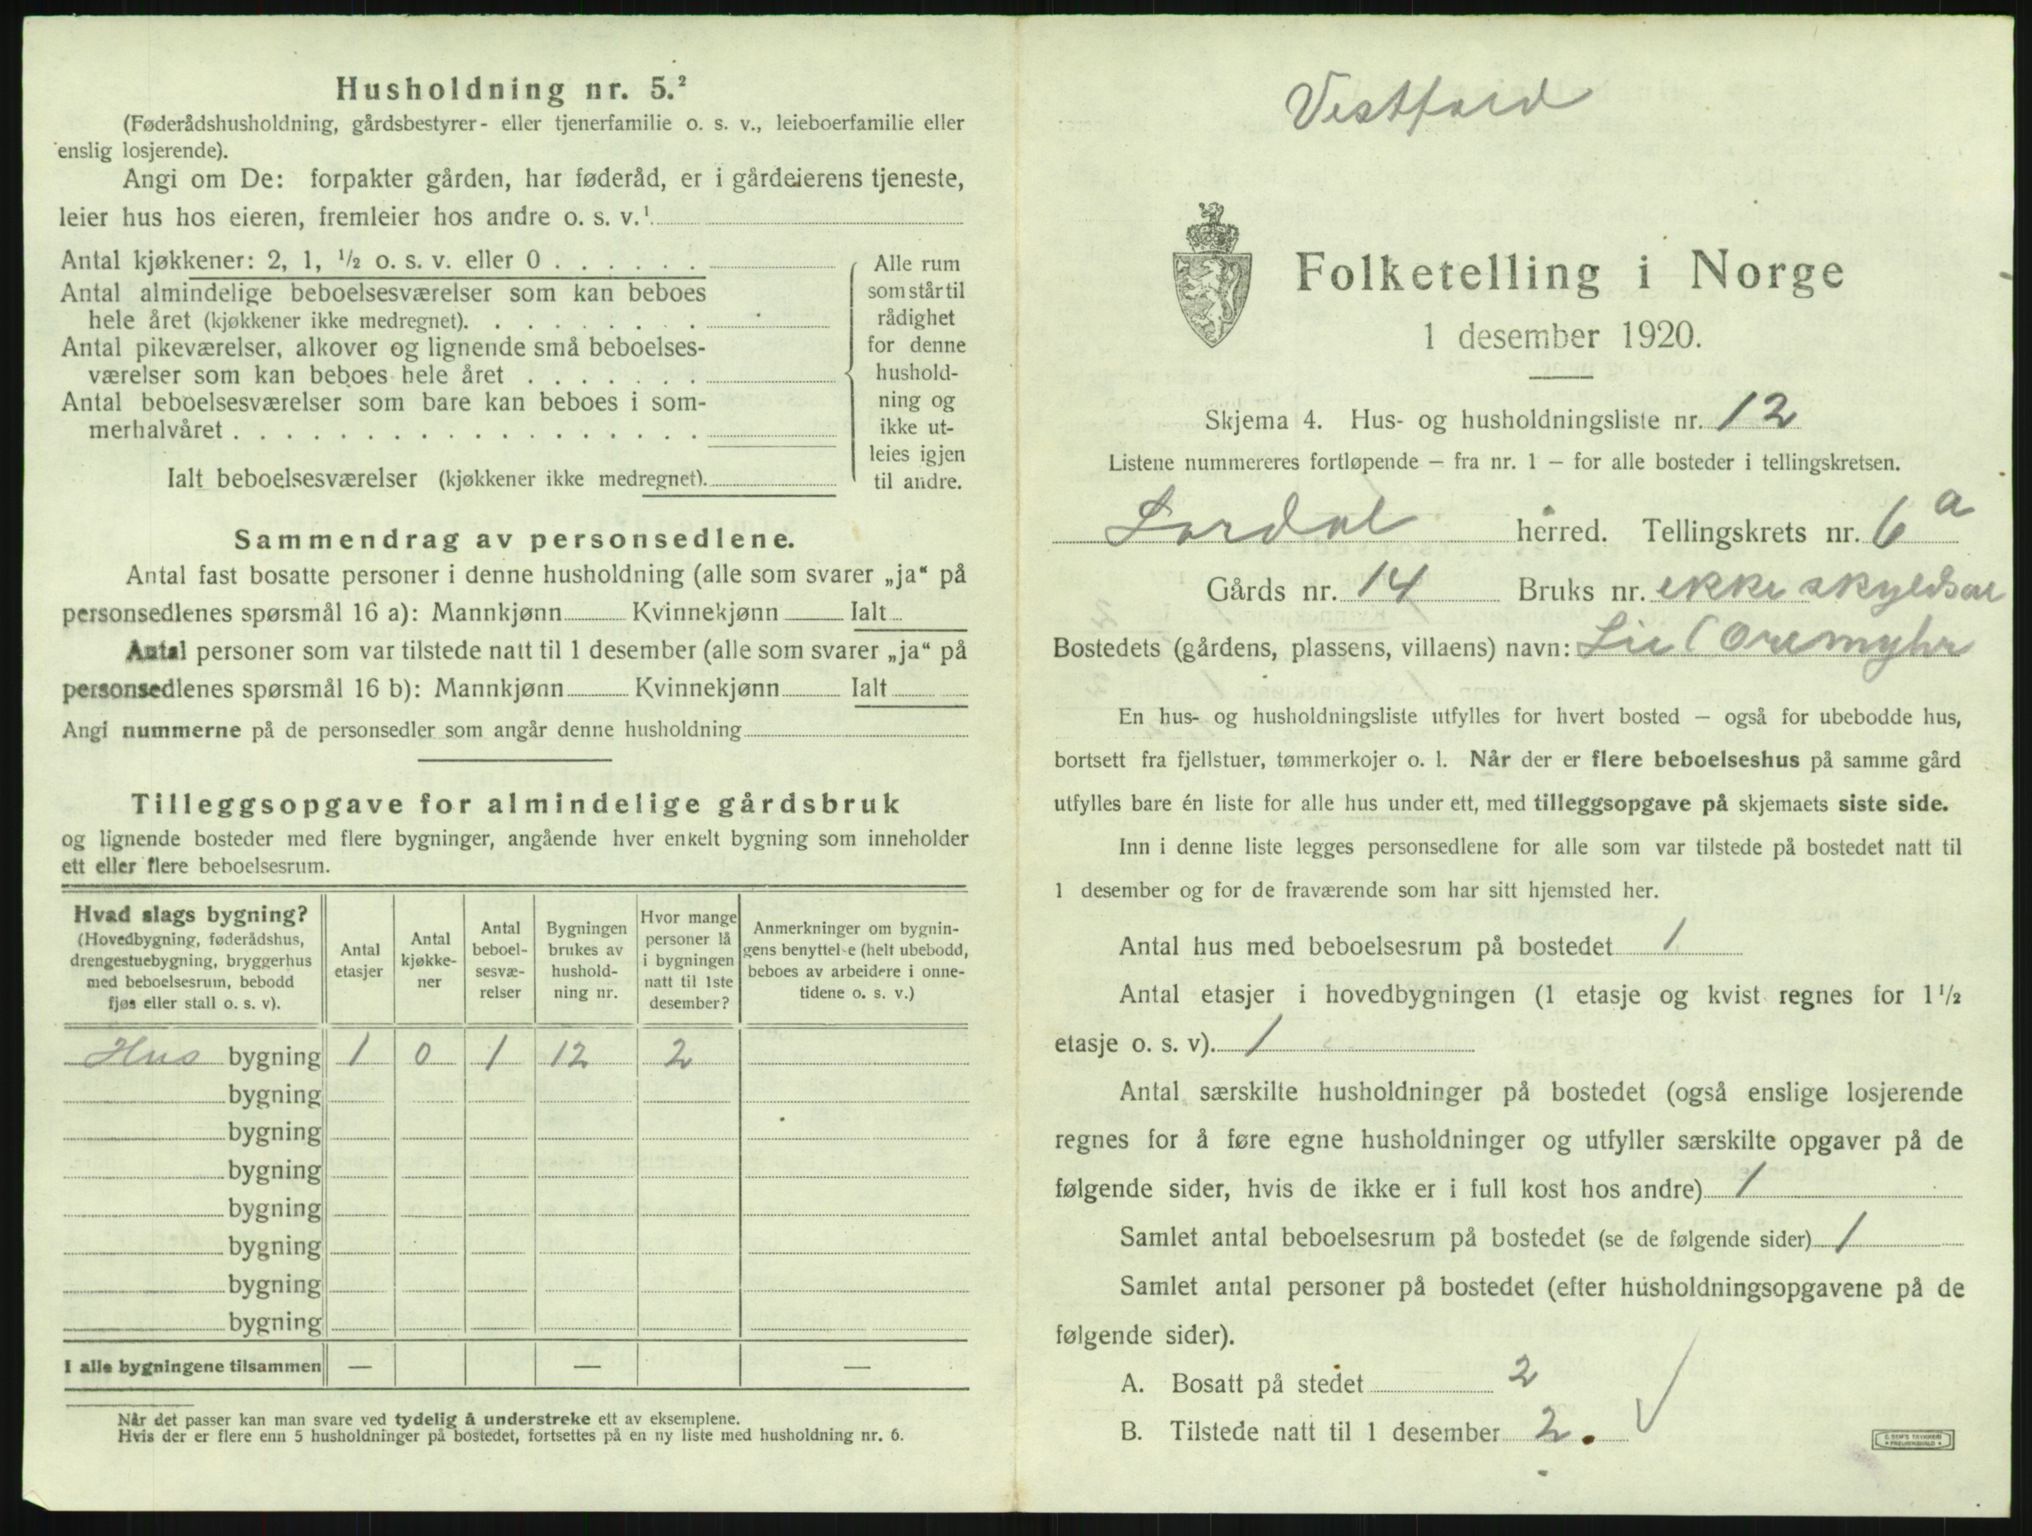 Husholdning nr. 5.²
(Føderådshusholdning, gårdsbestyrer- eller tjenerfamilie o. s. v., leieboerfamilie eller
enslig losjerende).
Angi om De: forpakter gården, har føderåd, er i gårdeierens tjeneste,
leier hus hos eieren, fremleier hos andre o. s. v.¹
Antal kjøkkener: 2, 1, ½ o. s. v. eller 0 . . . . . .
Antal almindelige beboelsesværelser som kan beboes
hele året (kjøkkener ikke medregnet). . . . . . . . .
Antal pikeværelser, alkover og lignende små beboelses-
værelser som kan beboes hele året . . . . . . .
Antal beboelsesværelser som bare kan beboes i som-
merhalvåret . . . . . . . . . . . . . . . . . .
Ialt beboelsesværelser (kjøkkener ikke medregnet).
Alle rum
som står til
rådighet
for denne
hushold-
ning og
ikke ut-
leies igjen
til andre.
Sammendrag av personsedlene.
Antal fast bosatte personer i denne husholdning (alle som svarer „ja“ på
personsedlenes spørsmål 16 a): Mannkjønn Kvinnekjønn Ialt
Antal personer som var tilstede natt til 1 desember (alle som svarer „ja“ på
personsedlenes spørsmål 16 b): Mannkjønn Kvinnekjønn Ialt
Angi nummerne på de personsedler som angår denne husholdning
Tilleggsopgave for almindelige gårdsbruk
og lignende bosteder med flere bygninger, angående hver enkelt bygning som inneholder
ett eller flere beboelsesrum.
Hvad slags bygning?
(Hovedbygning, føderådshus,
drengestuebygning, bryggerhus
med beboelsesrum, bebodd
fjøs eller stall o. s. v).
Antal
etasjer
Antal
kjøkke-
ner
Antal
beboel-
sesvæ-
relser
Bygningen
brukes av
hushold-
ning nr.
Hvor mange
personer lå
i bygningen
natt til 1ste
desember?
Anmerkninger om bygnin-
gens benyttelse (helt ubebodd,
beboes av arbeidere i onne-
tidene o. s. v.)
Hus bygning 1 0 1 12 2
bygning
bygning
bygning
bygning
bygning
bygning
bygning
I alle bygningene tilsammen — — —
Når det passer kan man svare ved tydelig å understreke ett av eksemplene.
Hvis der er flere enn 5 husholdninger på bostedet, fortsettes på en ny liste med husholdning nr. 6.
Vestfold
Folketelling i Norge
1 desember 1920.
Skjema 4. Hus- og husholdningsliste nr. 12
Listene nummereres fortløpende – fra nr. 1 – for alle bosteder i tellingskretsen.
Lardal herred. Tellingskrets nr. 6a
Gårds nr. 14 Bruks nr. ekke skyldsat
Bostedets (gårdens, plassens, villaens) navn: Lie (Oremyhr
En hus- og husholdningsliste utfylles for hvert bosted – også for ubebodde hus,
bortsett fra fjellstuer, tømmerkojer o. l. Når der er flere beboelseshus på samme gård
utfylles bare én liste for alle hus under ett, med tilleggsopgave på skjemaets siste side.
Inn i denne liste legges personsedlene for alle som var tilstede på bostedet natt til
1 desember og for de fraværende som har sitt hjemsted her.
Antal hus med beboelsesrum på bostedet 1
Antal etasjer i hovedbygningen (1 etasje og kvist regnes for 1½
etasje o. s. v). 1
Antal særskilte husholdninger på bostedet (også enslige losjerende
regnes for å føre egne husholdninger og utfyller særskilte opgaver på de
følgende sider, hvis de ikke er i full kost hos andre) 1
Samlet antal beboelsesrum på bostedet (se de følgende sider) 1
Samlet antal personer på bostedet (efter husholdningsopgavene på de
følgende sider).
A. Bosatt på stedet 2
B. Tilstede natt til 1 desember 2.